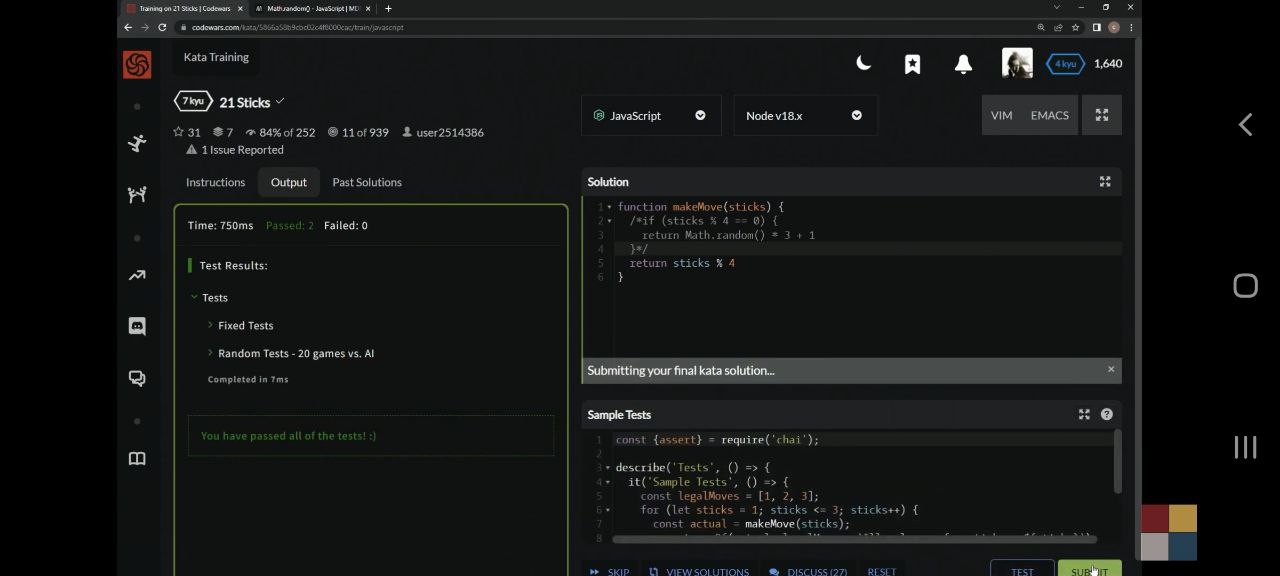 Training on 21 Sticks | Codewars
Math.random() - JavaScript | MDN
codewars.com/kata/5866a58b9cbc02c4f8000cac/train/javascript
Kata Training
4 kyu
1,640
7 kyu
21 Sticks
31 7 84% of 252 11 of 939 user2514386
1 Issue Reported
JavaScript
Node v18.x
VIM EMACS
Instructions Output Past Solutions
Time: 750ms Passed: 2 Failed: 0
Test Results:
Tests
Fixed Tests
Random Tests - 20 games vs. AI
Completed in 7ms
You have passed all of the tests! :)
Solution
1 function makeMove(sticks) {
2 /*if (sticks % 4 == 0) {
3 return Math.random() * 3 + 1
4 }*/
5 return sticks % 4
6 }
Submitting your final kata solution...
Sample Tests
1 const {assert} = require('chai');
2
3 describe('Tests', () => {
4 it('Sample Tests', () => {
5 const legalMoves = [1, 2, 3];
6 for (let sticks = 1; sticks <= 3; sticks++) {
7 const actual = makeMove(sticks);
8
SKIP VIEW SOLUTIONS DISCUSS (27) RESET TEST SUBMIT